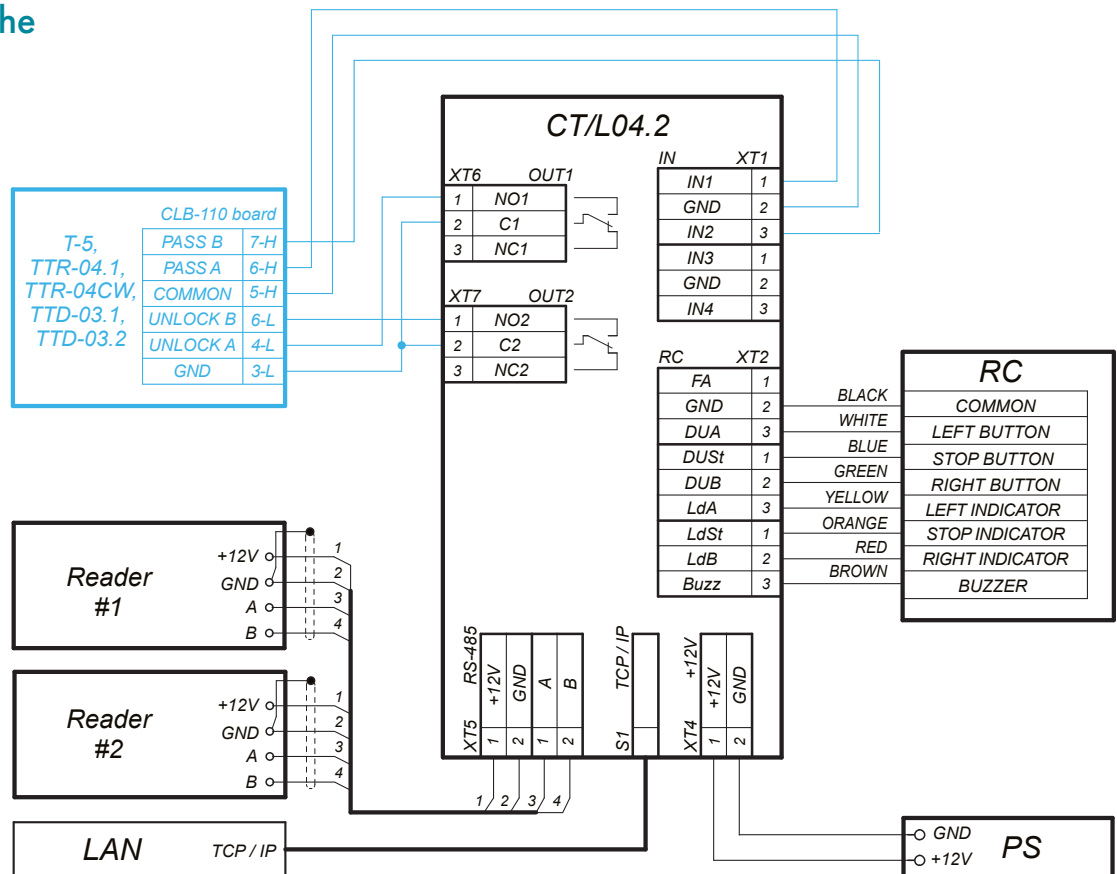 he
CT/L04.2
CLB-110 board
T-5,
TTR-04.1,
TTR-04CW,
TTD-03.1,
TTD-03.2
PASS B 7-H
PASS A 6-H
COMMON 5-H
UNLOCK B 6-L
UNLOCK A 4-L
GND 3-L
XT6 OUT1
1 NO1
2 C1
3 NC1
XT7 OUT2
1 NO2
2 C2
3 NC2
IN XT1
IN1 1
GND 2
IN2 3
IN3 1
GND 2
IN4 3
RC XT2
FA 1
GND 2
DUA 3
DUSt 1
DUB 2
LdA 3
LdSt 1
LdB 2
Buzz 3
BLACK
WHITE
BLUE
GREEN
YELLOW
ORANGE
RED
BROWN
RC
COMMON
LEFT BUTTON
STOP BUTTON
RIGHT BUTTON
LEFT INDICATOR
STOP INDICATOR
RIGHT INDICATOR
BUZZER
Reader
#1
+12V 1
GND 2
A 3
B 4
Reader
#2
+12V 1
GND 2
A 3
B 4
XT5 RS-485
1 +12V
2 GND
1 A
2 B
S1 TCP / IP
XT4 +12V
1 +12V
2 GND
1 2 3 4
LAN TCP / IP
GND
+12V
PS